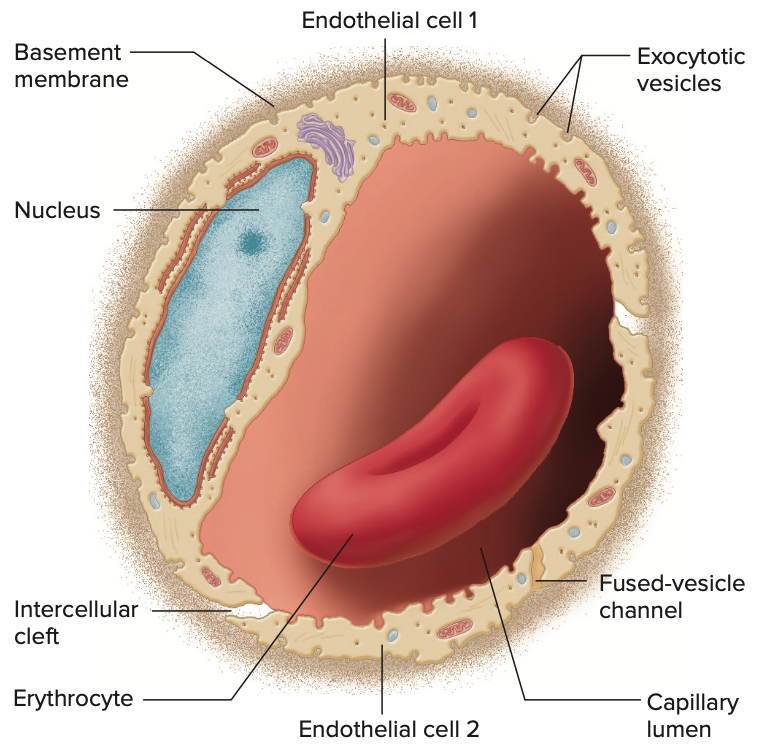 Endothelial cell 1
Basement
membrane
Exocytotic
vesicles
Nucleus
Fused-vesicle
channel
Intercellular
cleft
Erythrocyte
Capillary
lumen
Endothelial cell 2